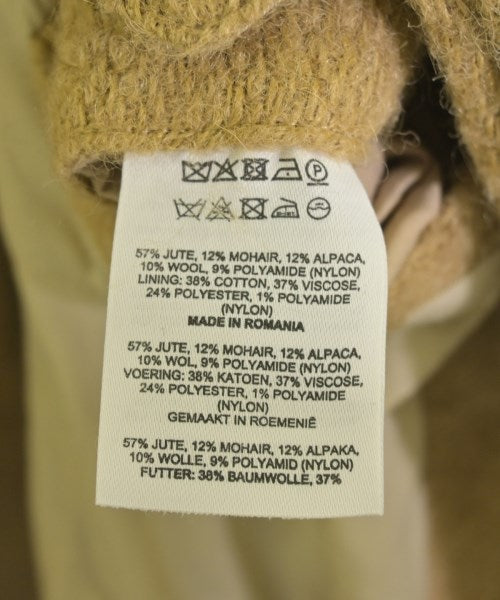 57% JUTE, 12% MOHAIR, 12% ALPACA,
10% WOOL, 9% POLYAMIDE (NYLON)
LINING: 38% COTTON, 37% VISCOSE,
24% POLYESTER, 1% POLYAMIDE
(NYLON)
MADE IN ROMANIA
57% JUTE, 12% MOHAIR, 12% ALPACA,
10% WOL, 9% POLYAMIDE (NYLON)
VOERING: 38% KATOEN, 37% VISCOSE,
24% POLYESTER, 1% POLYAMIDE
(NYLON)
GEMAAKT IN ROEMENIË
57% JUTE, 12% MOHAIR, 12% ALPAKA,
10% WOLLE, 9% POLYAMID (NYLON)
FUTTER: 38% BAUMWOLLE, 37%